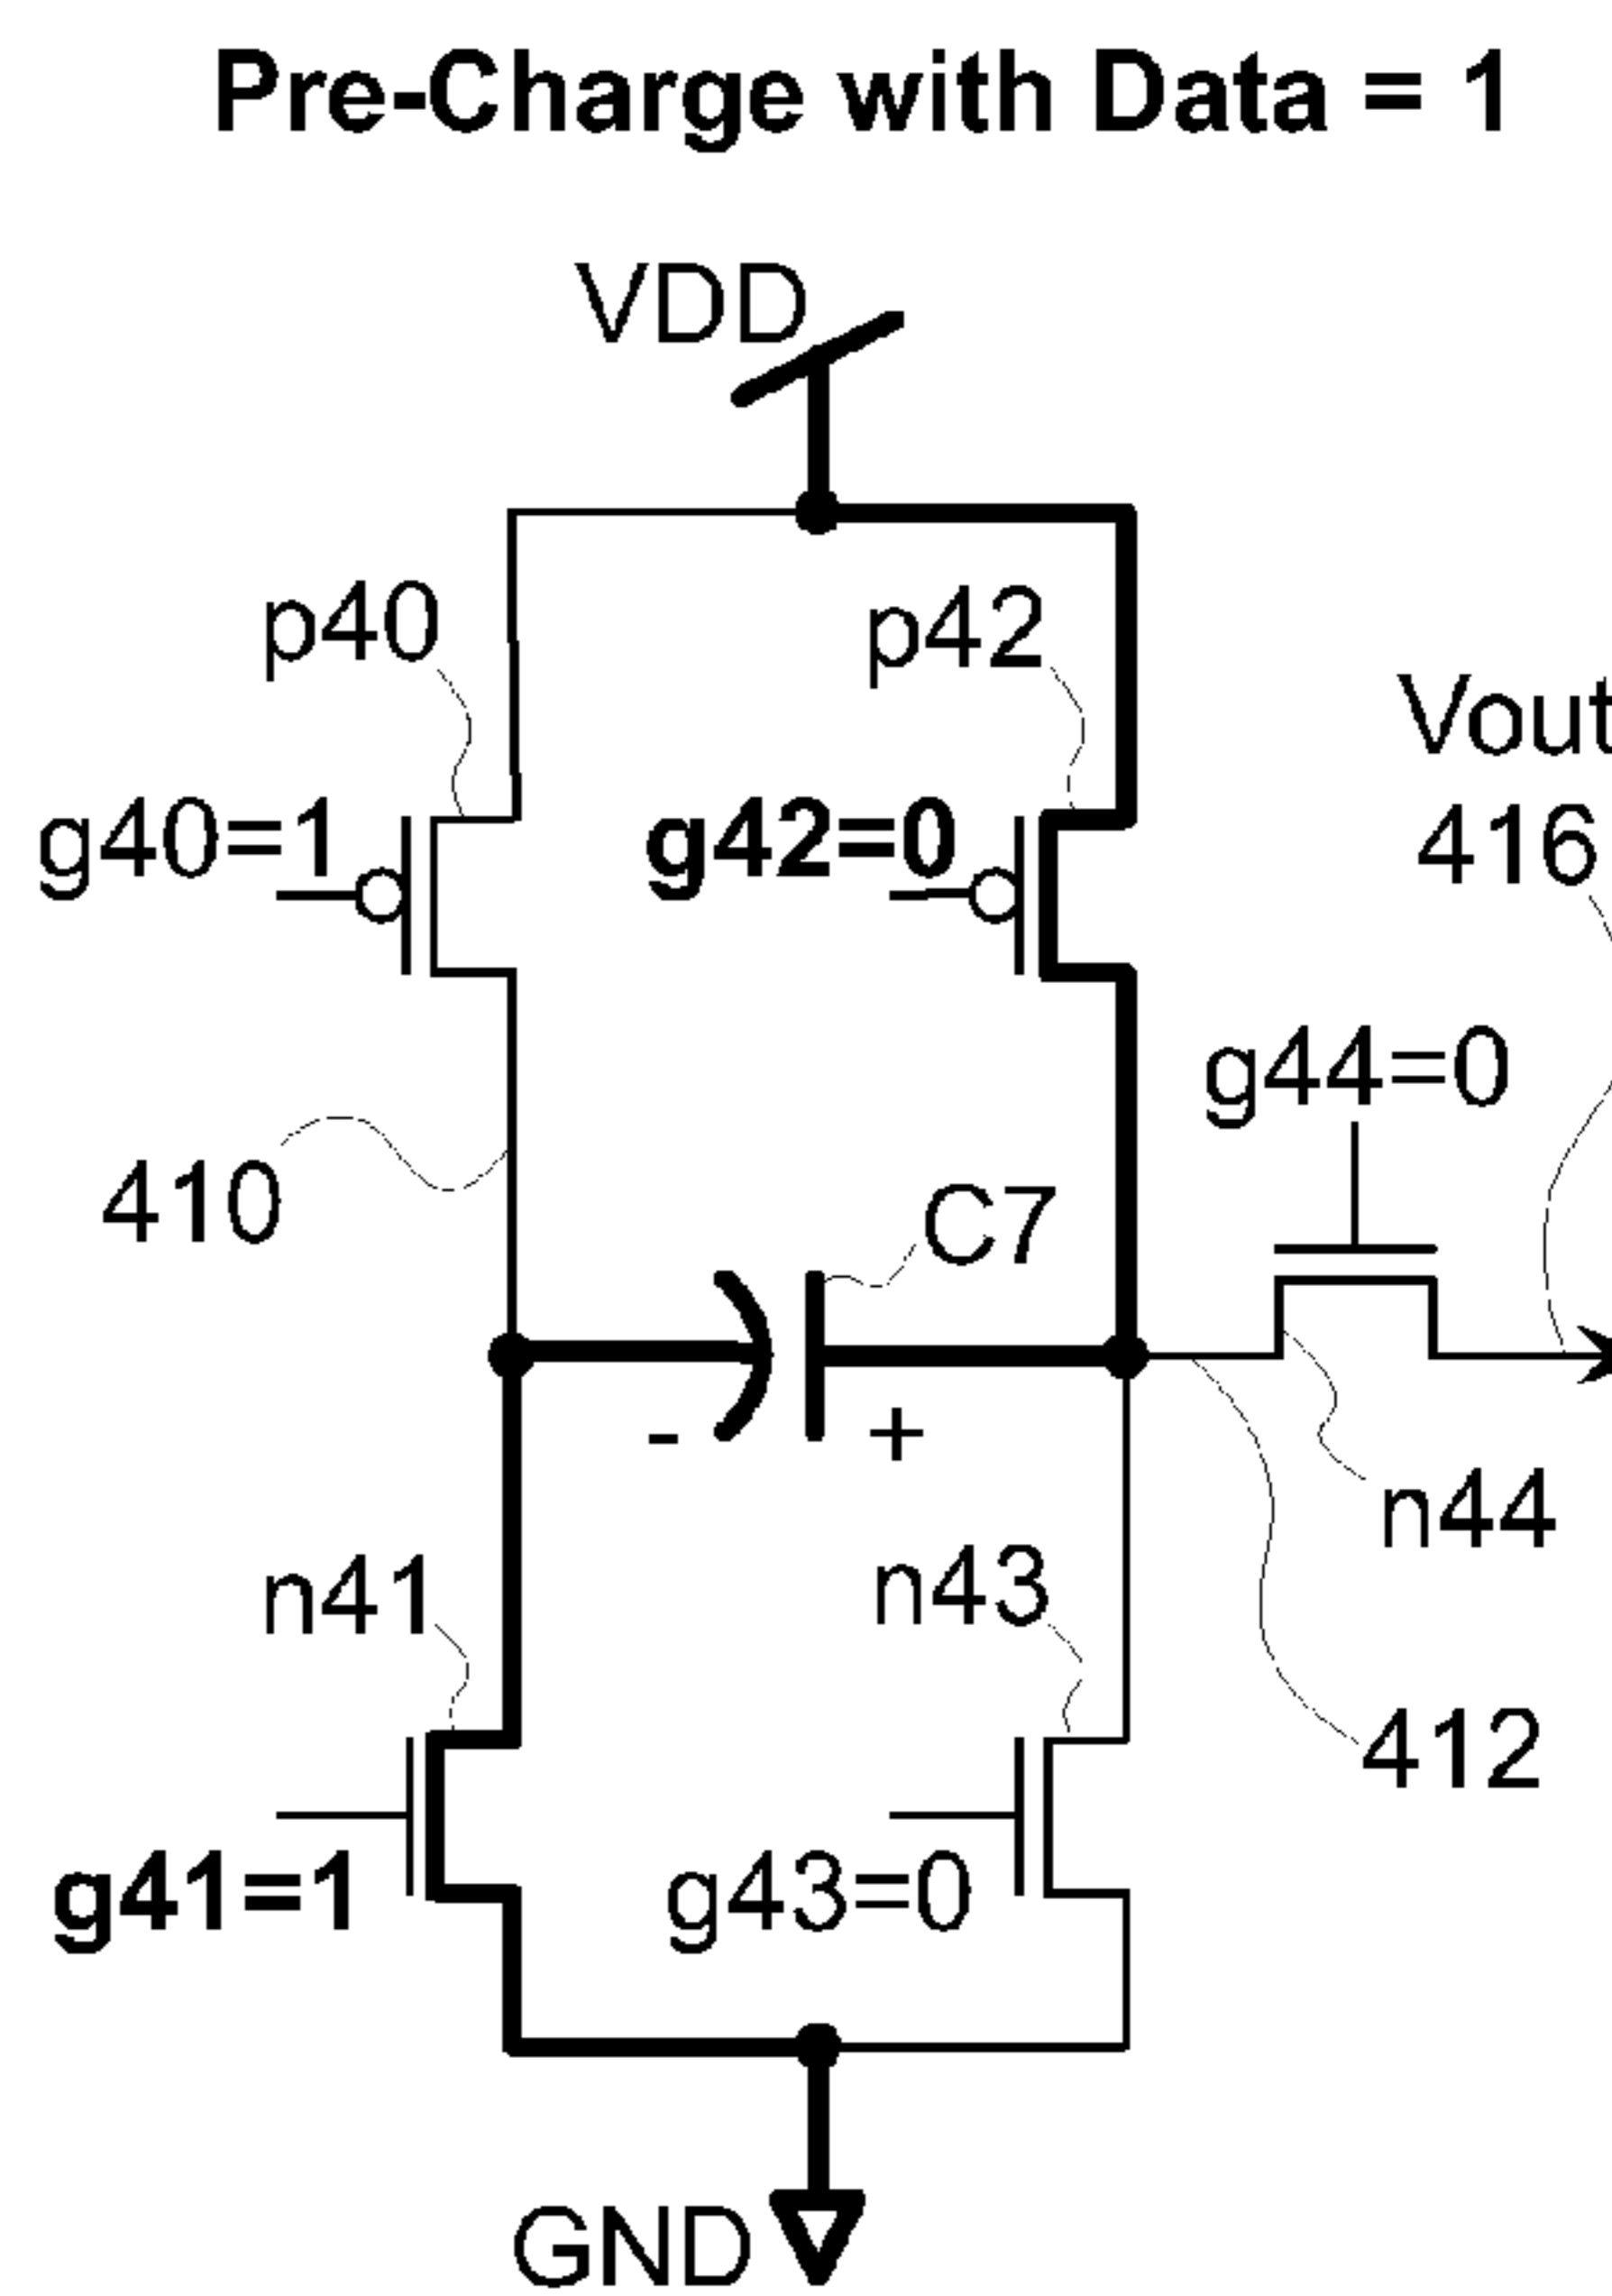 Pre-Charge with Data = 1
VDD
p40
p42
Vout
g40=1
g42=0
416
g44=0
410
C7
-
+
n44
n41
n43
412
g41=1
g43=0
GND